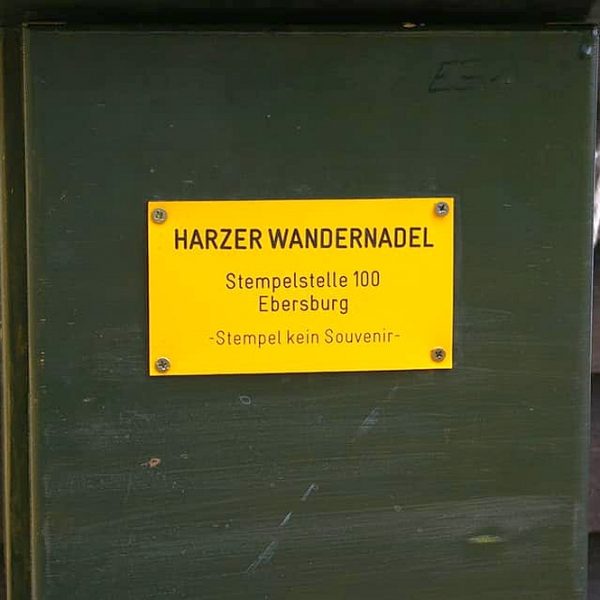 HARZER WANDERNADEL
Stempelstelle 100
Ebersburg
-Stempel kein Souvenir-